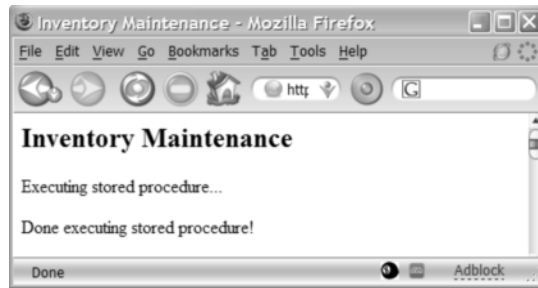 Inventory Maintenance - Mozilla Firefox
File Edit View Go Bookmarks Tab Tools Help
http G
Inventory Maintenance
Executing stored procedure...
Done executing stored procedure!
Done Adblock